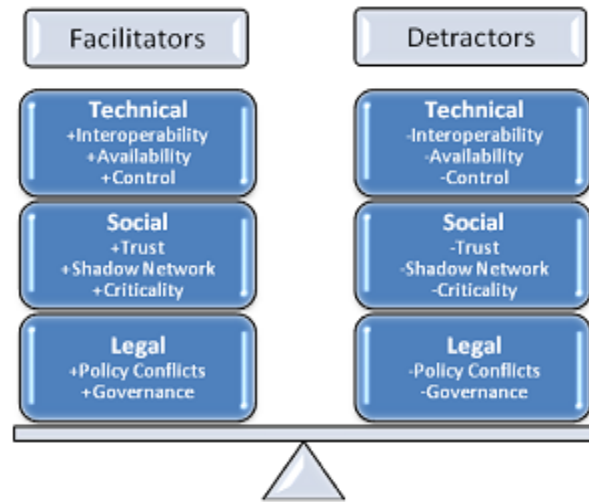 Facilitators
Technical
+Interoperability
+Availability
+Control
Social
+Trust
+Shadow Network
+Criticality
Legal
+Policy Conflicts
+Governance
Detractors
Technical
-Interoperability
-Availability
-Control
Social
-Trust
-Shadow Network
-Criticality
Legal
-Policy Conflicts
-Governance